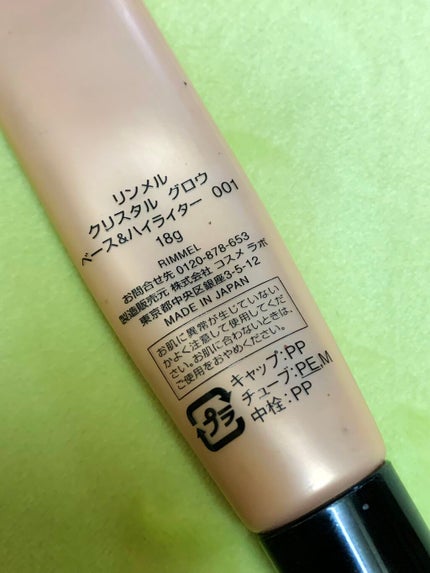 リンメル
クリスタル グロウ
ベース&ハイライター 001
18g
RIMMEL
お問合せ先 0120-878-653
製造販売元 株式会社 コスメ ラボ
東京都中央区銀座3-5-12
MADE IN JAPAN
お肌に異常が生じていない
かよく注意して使用してくだ
さい。お肌に合わないときは、
ご使用をおやめください。
キャップ:PP
チューブ:PE,M
中栓:PP
プラ